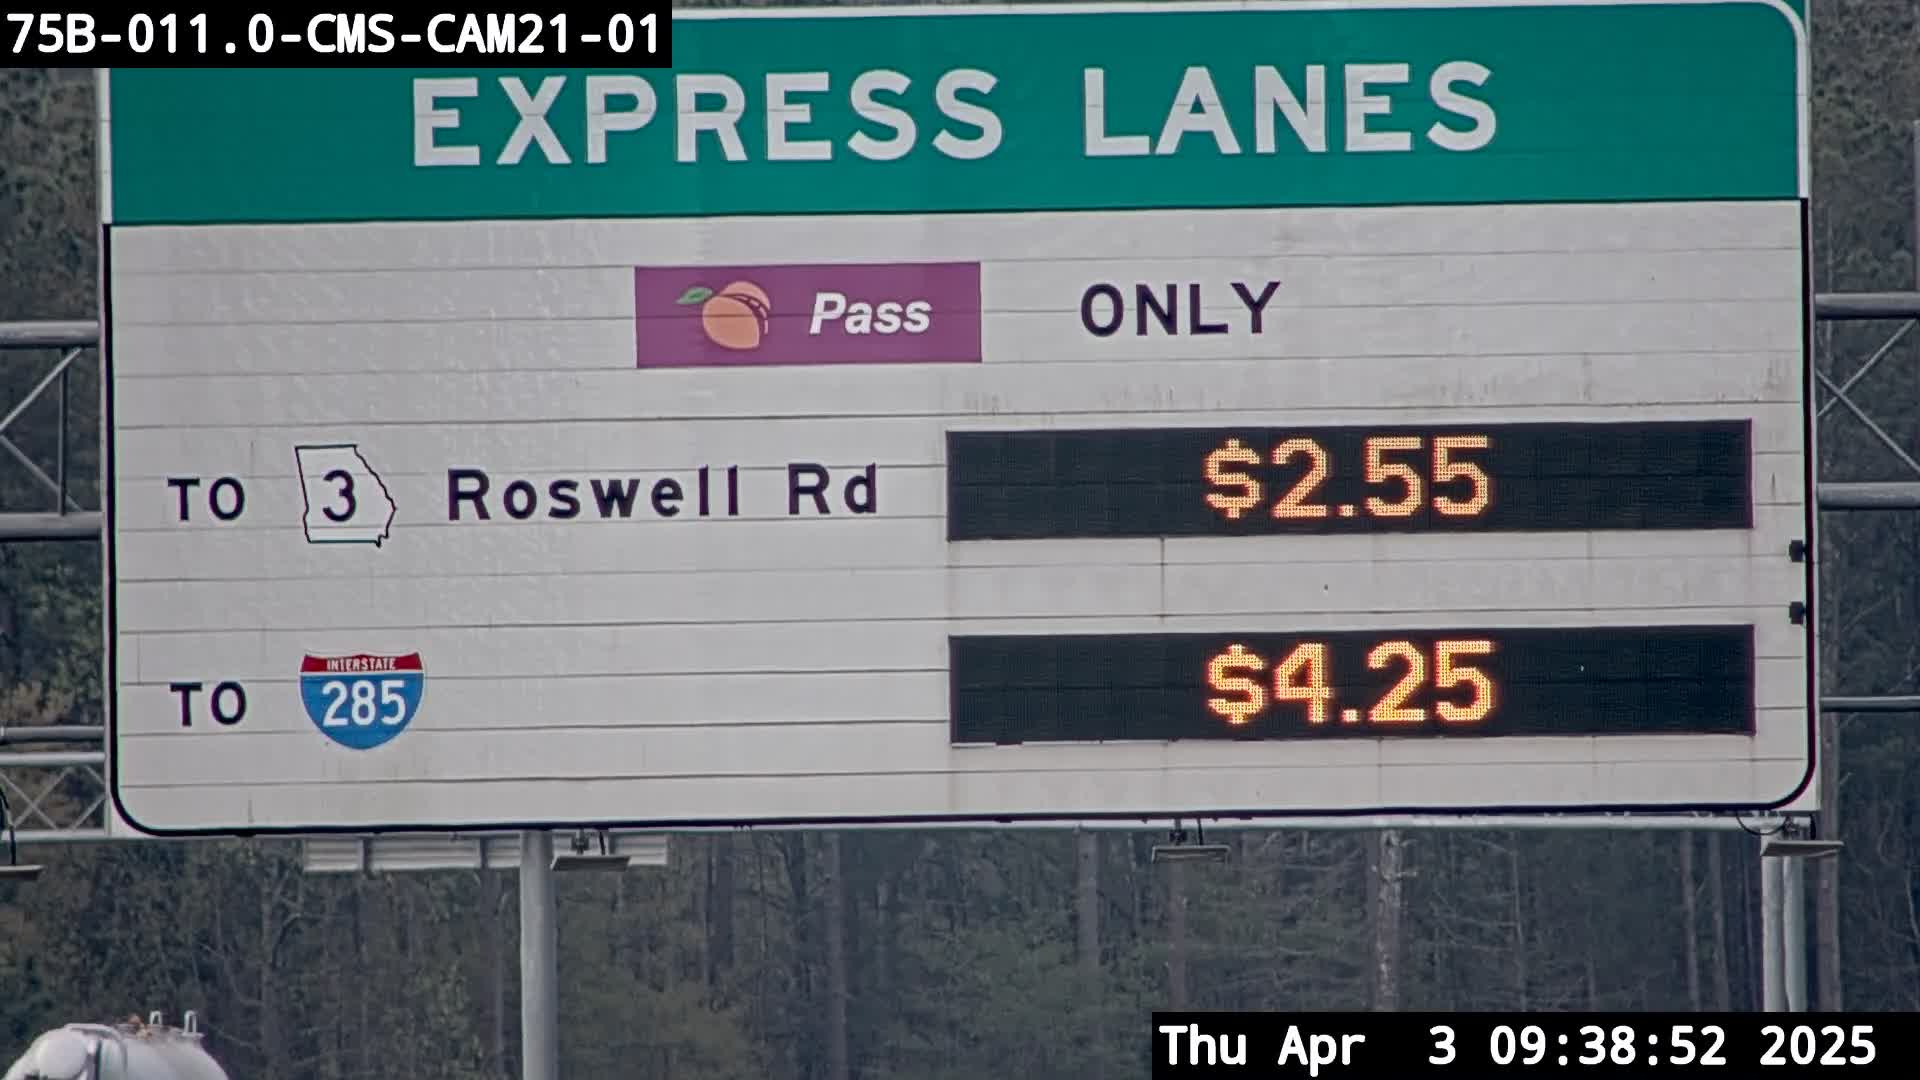 75B-011.0-CMS-CAM21-01
EXPRESS LANES
Pass ONLY
TO 3 Roswell Rd $2.55
TO INTERSTATE 285 $4.25
Thu Apr 3 09:38:52 2025